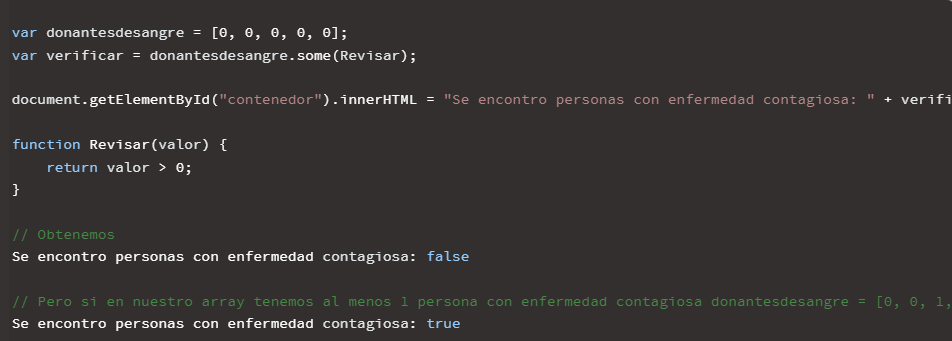 var donantesdesangre = [0, 0, 0, 0, 0];
var verificar = donantesdesangre.some(Revisar);
document.getElementById("contenedor").innerHTML = "Se encontro personas con enfermedad contagiosa: " + verifi
function Revisar(valor) {
return valor > 0;
}
// Obtenemos
Se encontro personas con enfermedad contagiosa: false
// Pero si en nuestro array tenemos al menos 1 persona con enfermedad contagiosa donantesdesangre = [0, 0, 1,
Se encontro personas con enfermedad contagiosa: true